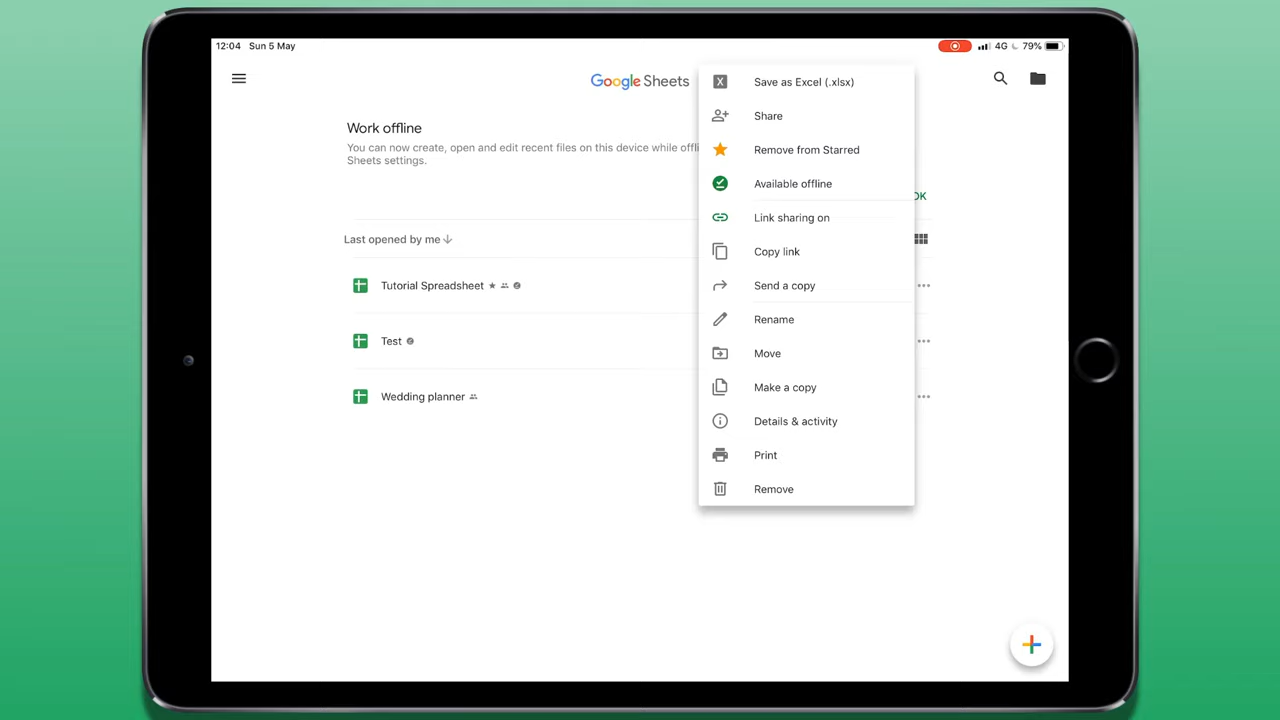 12:04 Sun 5 May
4G 79%
Google Sheets
Work offline
You can now create, open and edit recent files on this device while offli
Sheets settings.
OK
Last opened by me
Tutorial Spreadsheet
Test
Wedding planner
Save as Excel (.xlsx)
Share
Remove from Starred
Available offline
Link sharing on
Copy link
Send a copy
Rename
Move
Make a copy
Details & activity
Print
Remove